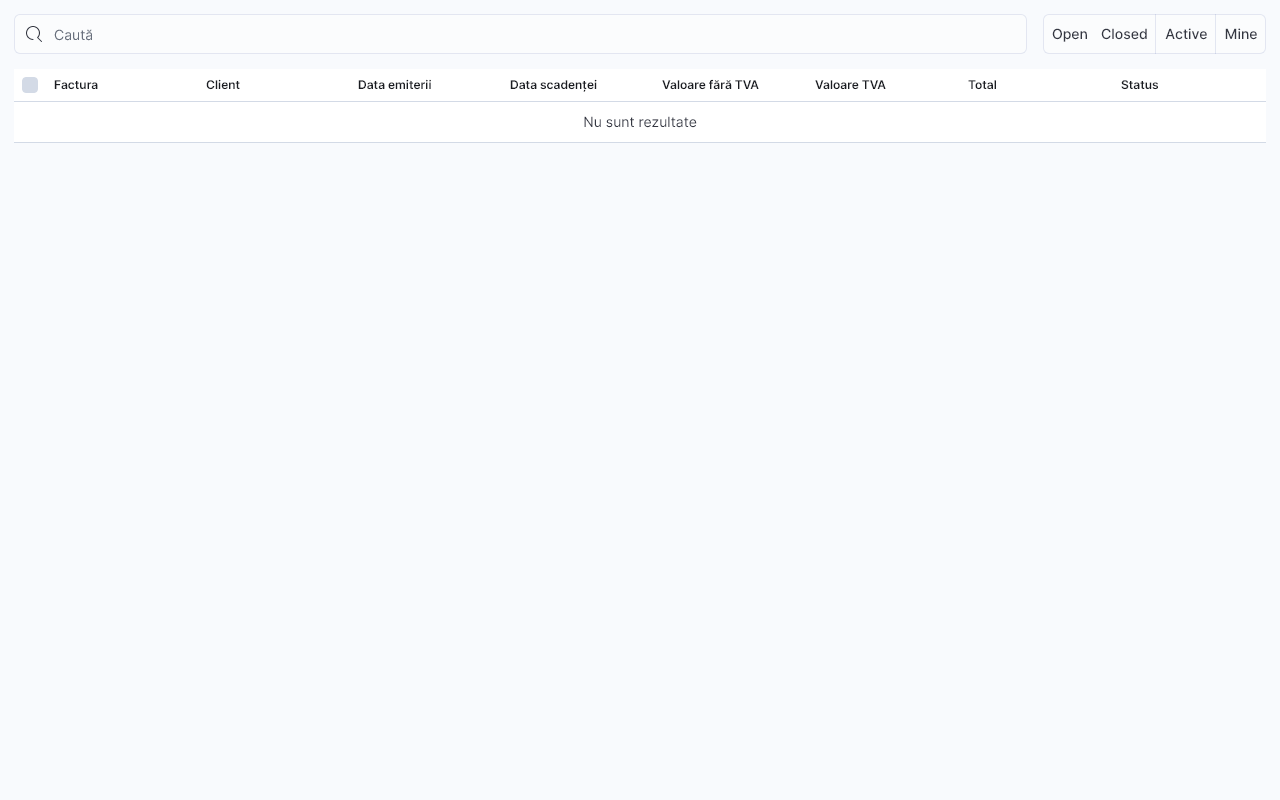 Caută
Open Closed Active Mine
Factura Client Data emiterii Data scadenței Valoare fără TVA Valoare TVA Total Status
Nu sunt rezultate